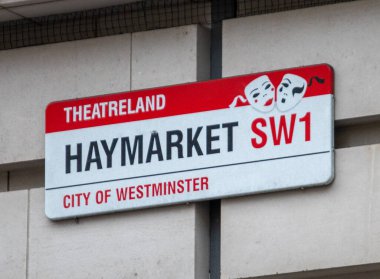 THEATRELAND
HAYMARKET SW1
CITY OF WESTMINSTER